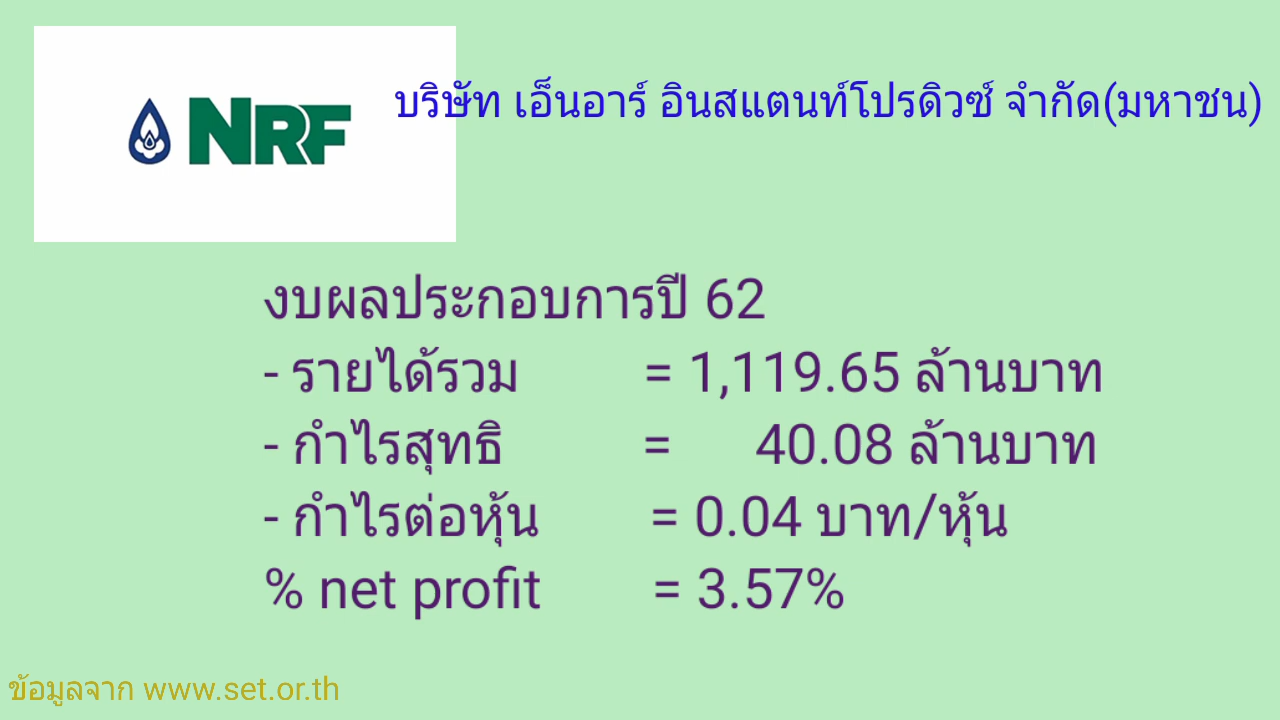 NRF
บริษัท เอ็นอาร์ อินสแตนท์โปรดิวซ์ จำกัด(มหาชน)
งบผลประกอบการปี 62
- รายได้รวม = 1,119.65 ล้านบาท
- กำไรสุทธิ = 40.08 ล้านบาท
- กำไรต่อหุ้น = 0.04 บาท/หุ้น
% net profit = 3.57%
ข้อมูลจาก www.set.or.th